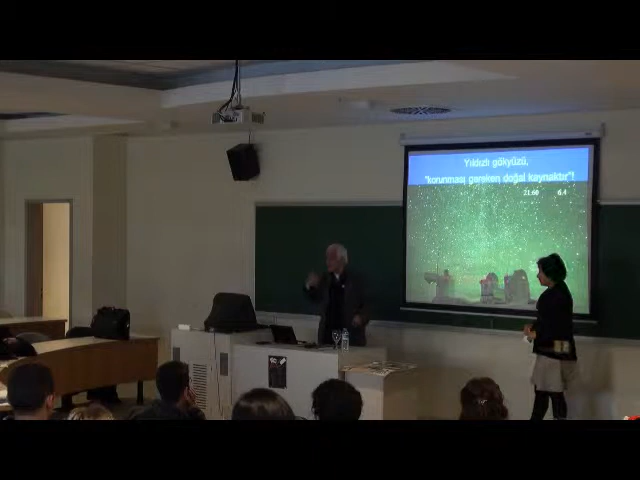 Yıldızlı gökyüzü,
"korunması gereken doğal kaynaktır"!
21:60 6.4